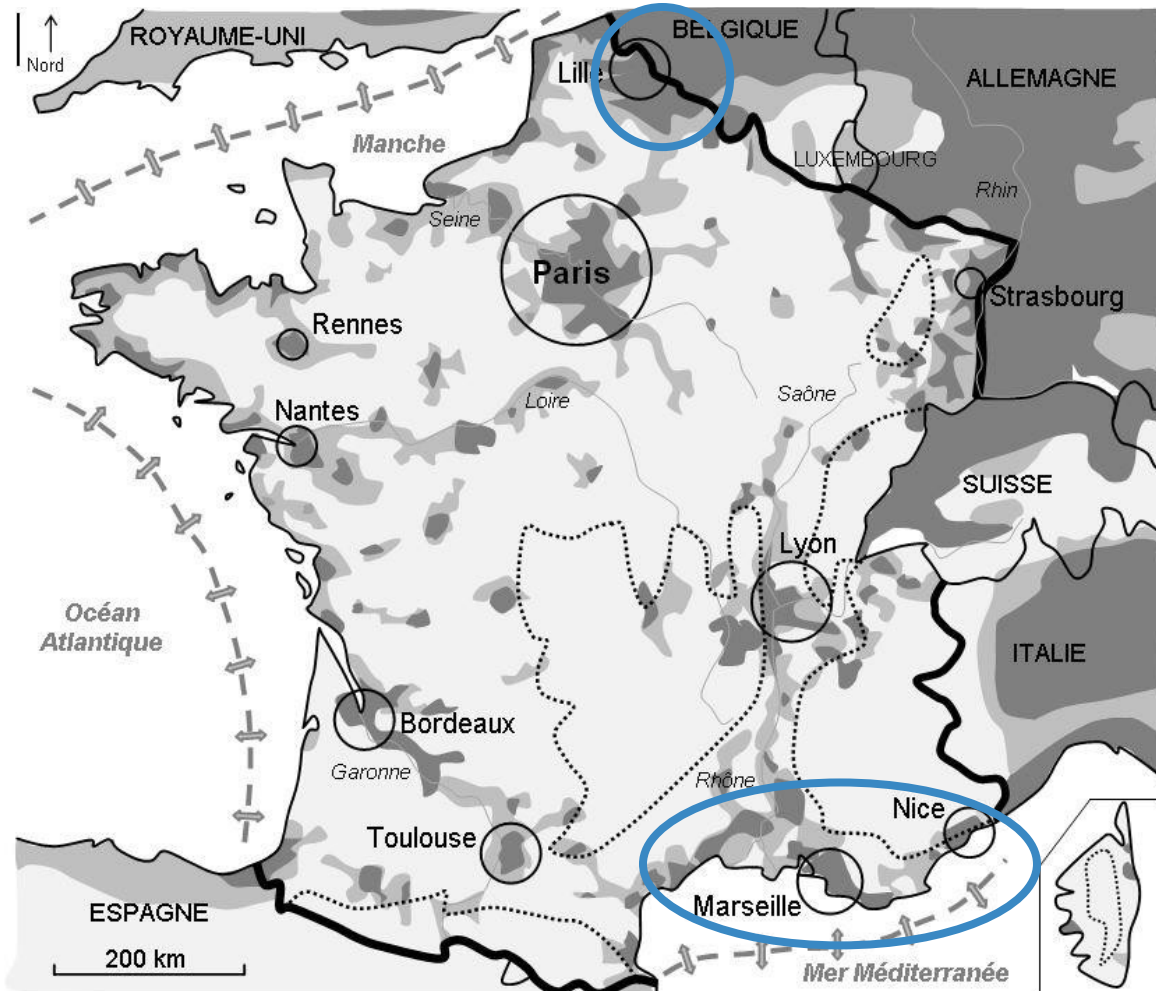 ROYAUME-UNI
BELGIQUE
Nord
Lille
ALLEMAGNE
Manche
LUXEMBOURG
Rhin
Seine
Paris
Strasbourg
Rennes
Nantes
Loire
Saône
SUISSE
Lyon
Océan
Atlantique
ITALIE
Bordeaux
Garonne
Rhône
Nice
Toulouse
Marseille
ESPAGNE
200 km
Mer Méditerranée